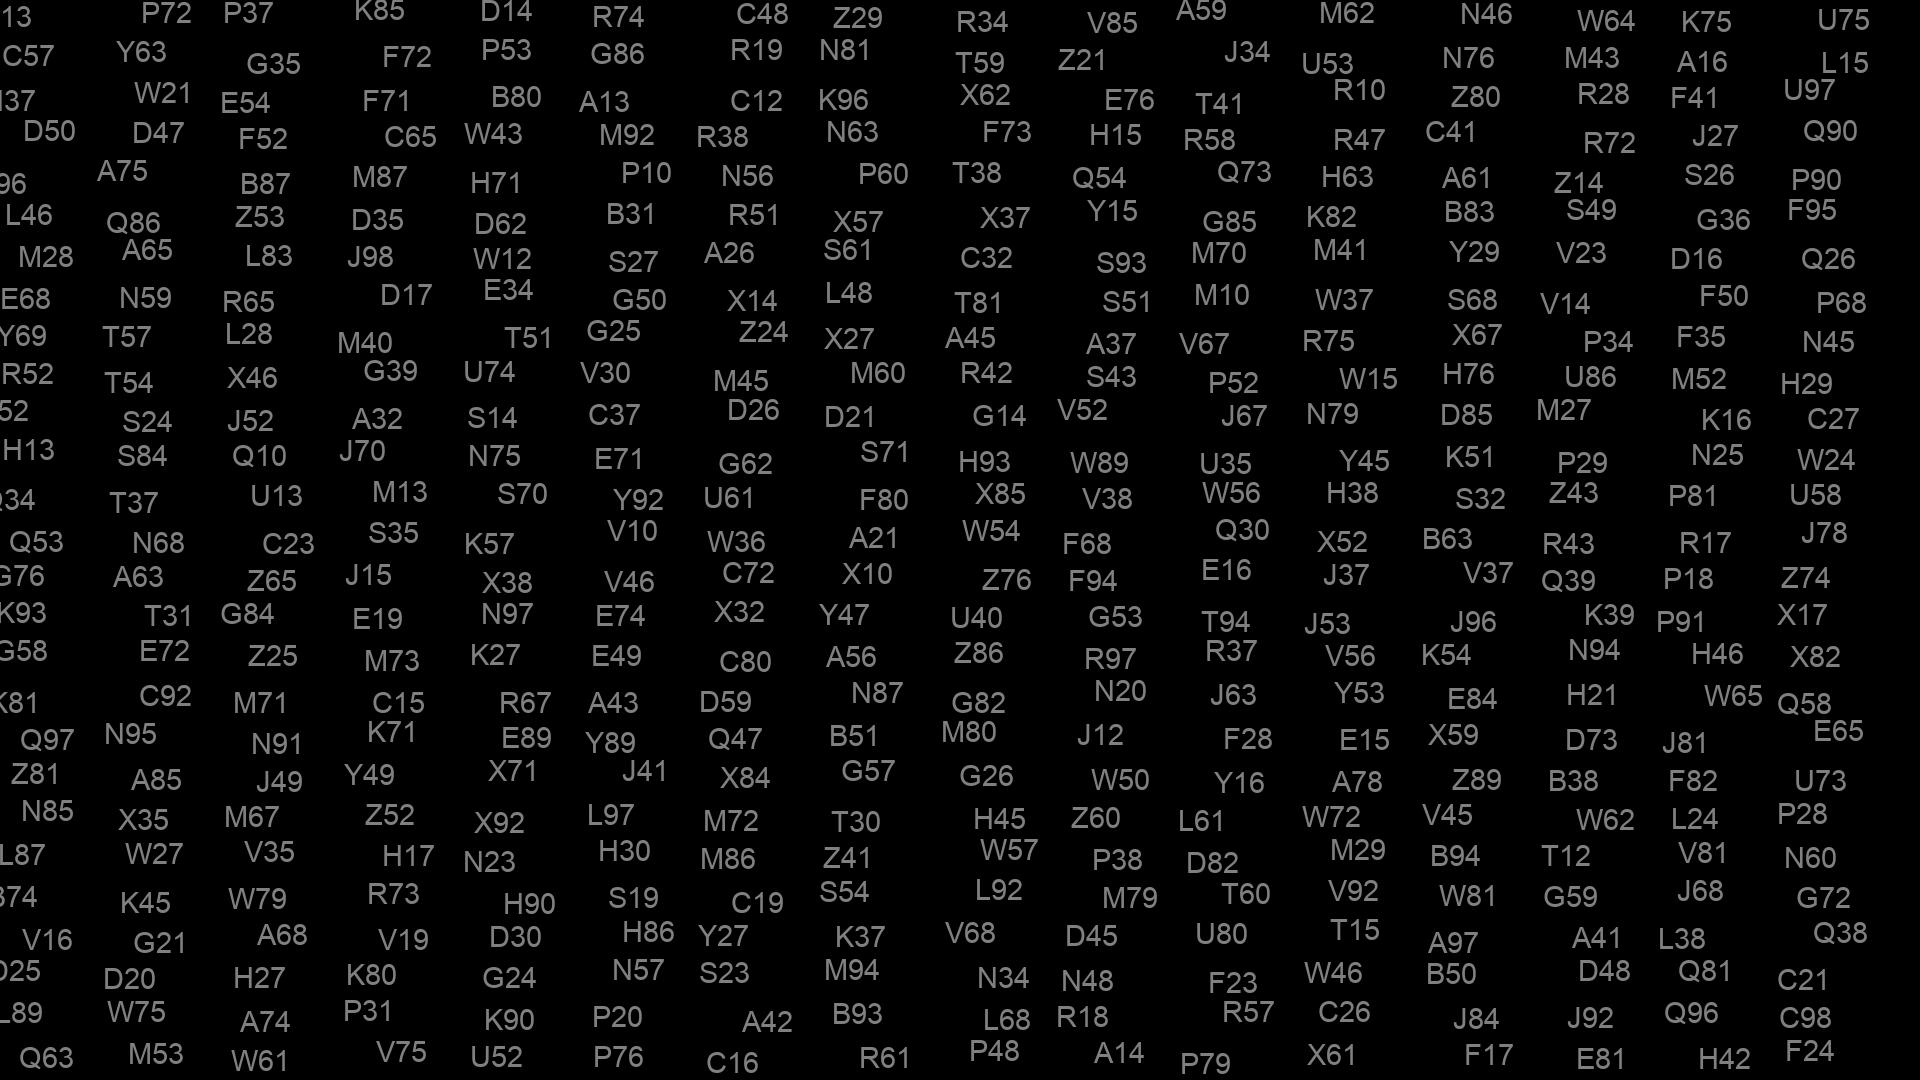 13 P72 P37 K85 D14 R74 C48 Z29 R34 V85 A59 M62 N46 W64 K75 U75
C57 Y63 G35 F72 P53 G86 R19 N81 T59 Z21 J34 U53 N76 M43 A16 L15
37 W21 E54 F71 B80 A13 C12 K96 X62 E76 T41 R10 Z80 R28 F41 U97
D50 D47 F52 C65 W43 M92 R38 N63 F73 H15 R58 R47 C41 R72 J27 Q90
96 A75 B87 M87 H71 P10 N56 P60 T38 Q54 Q73 H63 A61 Z14 S26 P90
L46 Q86 Z53 D35 D62 B31 R51 X57 X37 Y15 G85 K82 B83 S49 G36 F95
M28 A65 L83 J98 W12 S27 A26 S61 C32 S93 M70 M41 Y29 V23 D16 Q26
E68 N59 R65 D17 E34 G50 X14 L48 T81 S51 M10 W37 S68 V14 F50 P68
Y69 T57 L28 M40 T51 G25 Z24 X27 A45 A37 V67 R75 X67 P34 F35 N45
R52 T54 X46 G39 U74 V30 M45 M60 R42 S43 P52 W15 H76 U86 M52 H29
52 S24 J52 A32 S14 C37 D26 D21 G14 V52 J67 N79 D85 M27 K16 C27
H13 S84 Q10 J70 N75 E71 G62 S71 H93 W89 U35 Y45 K51 P29 N25 W24
34 T37 U13 M13 S70 Y92 U61 F80 X85 V38 W56 H38 S32 Z43 P81 U58
Q53 N68 C23 S35 K57 V10 W36 A21 W54 F68 Q30 X52 B63 R43 R17 J78
G76 A63 Z65 J15 X38 V46 C72 X10 Z76 F94 E16 J37 V37 Q39 P18 Z74
K93 T31 G84 E19 N97 E74 X32 Y47 U40 G53 T94 J53 J96 K39 P91 X17
G58 E72 Z25 M73 K27 E49 C80 A56 Z86 R97 R37 V56 K54 N94 H46 X82
K81 C92 M71 C15 R67 A43 D59 N87 G82 N20 J63 Y53 E84 H21 W65 Q58
Q97 N95 N91 K71 E89 Y89 Q47 B51 M80 J12 F28 E15 X59 D73 J81 E65
Z81 A85 J49 Y49 X71 J41 X84 G57 G26 W50 Y16 A78 Z89 B38 F82 U73
N85 X35 M67 Z52 X92 L97 M72 T30 H45 Z60 L61 W72 V45 W62 L24 P28
L87 W27 V35 H17 N23 H30 M86 Z41 W57 P38 D82 M29 B94 T12 V81 N60
74 K45 W79 R73 H90 S19 C19 S54 L92 M79 T60 V92 W81 G59 J68 G72
V16 G21 A68 V19 D30 H86 Y27 K37 V68 D45 U80 T15 A97 A41 L38 Q38
25 D20 H27 K80 G24 N57 S23 M94 N34 N48 F23 W46 B50 D48 Q81 C21
L89 W75 A74 P31 K90 P20 A42 B93 L68 R18 R57 C26 J84 J92 Q96 C98
Q63 M53 W61 V75 U52 P76 C16 R61 P48 A14 P79 X61 F17 E81 H42 F24